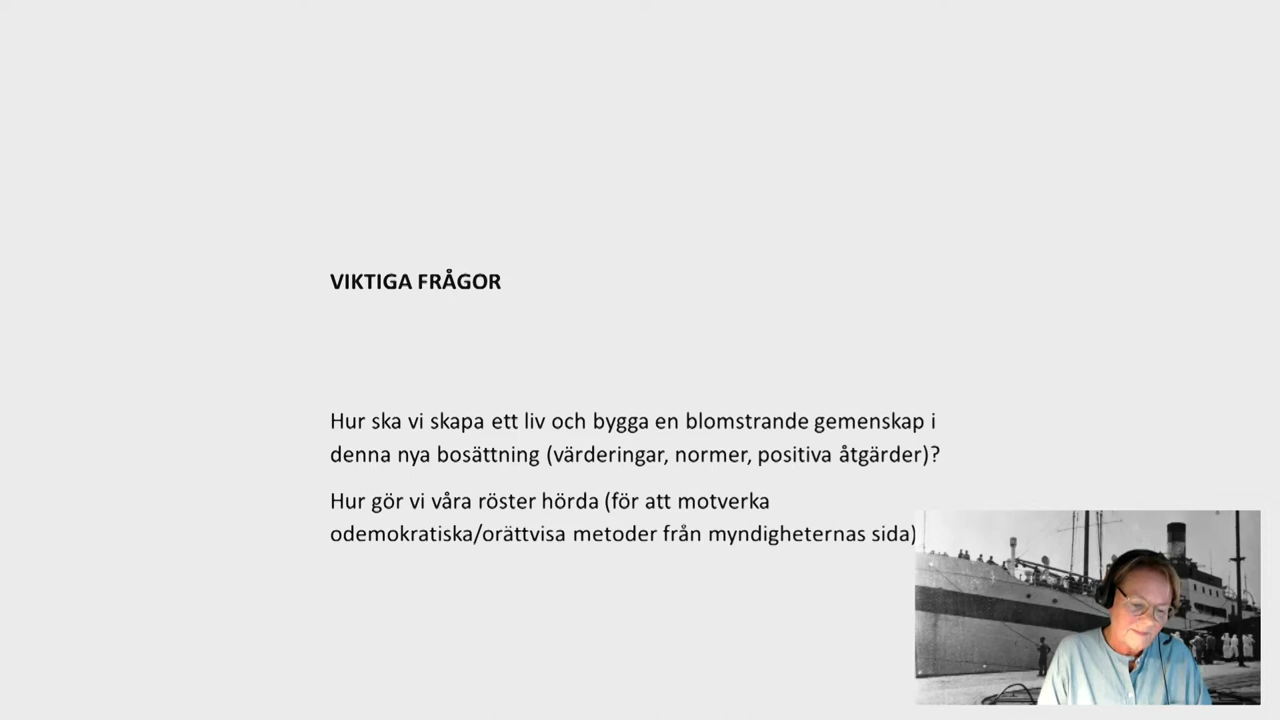 VIKTIGA FRÅGOR
Hur ska vi skapa ett liv och bygga en blomstrande gemenskap i
denna nya bosättning (värderingar, normer, positiva åtgärder)?
Hur gör vi våra röster hörda (för att motverka
odemokratiska/orättvisa metoder från myndigheternas sida)